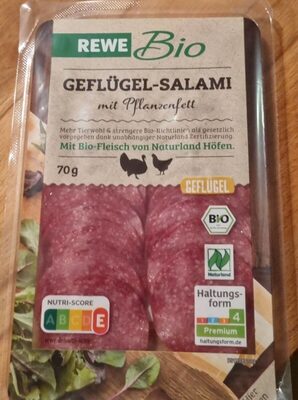 REWE Bio
GEFLÜGEL-SALAMI
mit Pflanzenfett
Mehr Tierwohl & strengere Bio-Richtlinien als gesetzlich
vorgegeben dank unabhängiger Naturland Zertifizierung.
Mit Bio-Fleisch von Naturland Höfen.
70g
GEFLÜGEL
BIO
Naturland
Haltungs-
form
4
Premium
haltungsform.de
NUTRI-SCORE
A B C D E